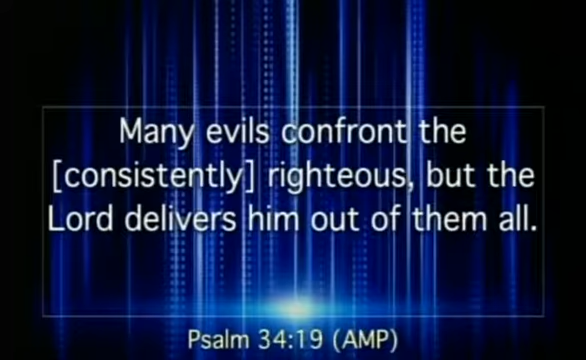 Many evils confront the
[consistently] righteous, but the
Lord delivers him out of them all.
Psalm 34:19 (AMP)